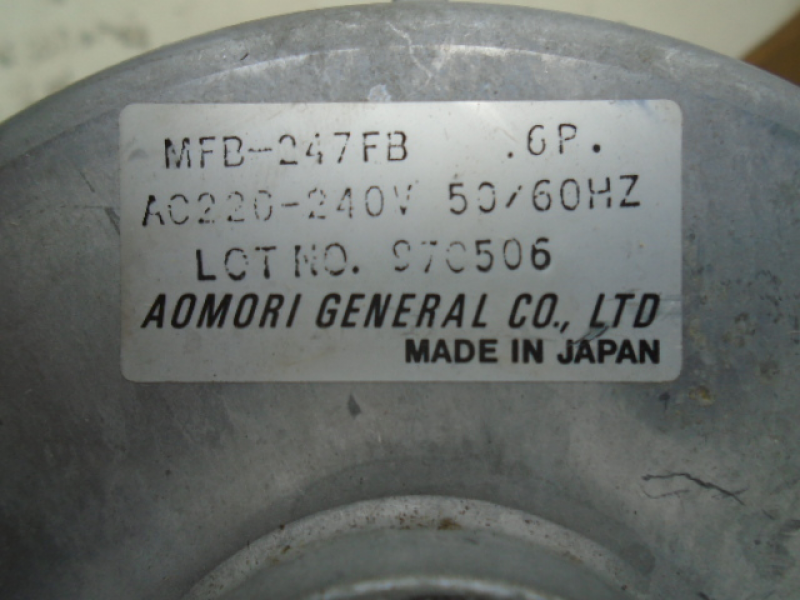 MFB-247FB .6P.
AC220-240V 50/60HZ
LOT NO. 970506
AOMORI GENERAL CO., LTD
MADE IN JAPAN